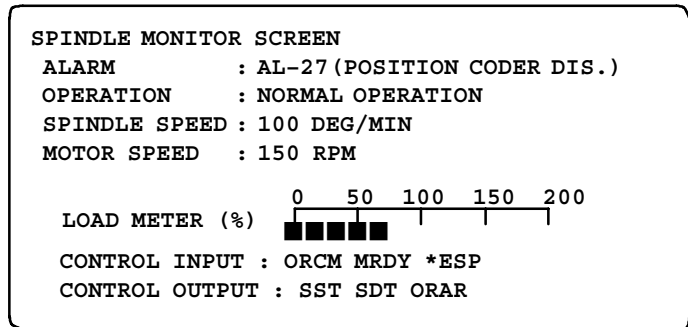 SPINDLE MONITOR SCREEN
ALARM : AL-27(POSITION CODER DIS.)
OPERATION : NORMAL OPERATION
SPINDLE SPEED : 100 DEG/MIN
MOTOR SPEED : 150 RPM
0 50 100 150 200
LOAD METER (%)
CONTROL INPUT : ORCM MRDY *ESP
CONTROL OUTPUT : SST SDT ORAR